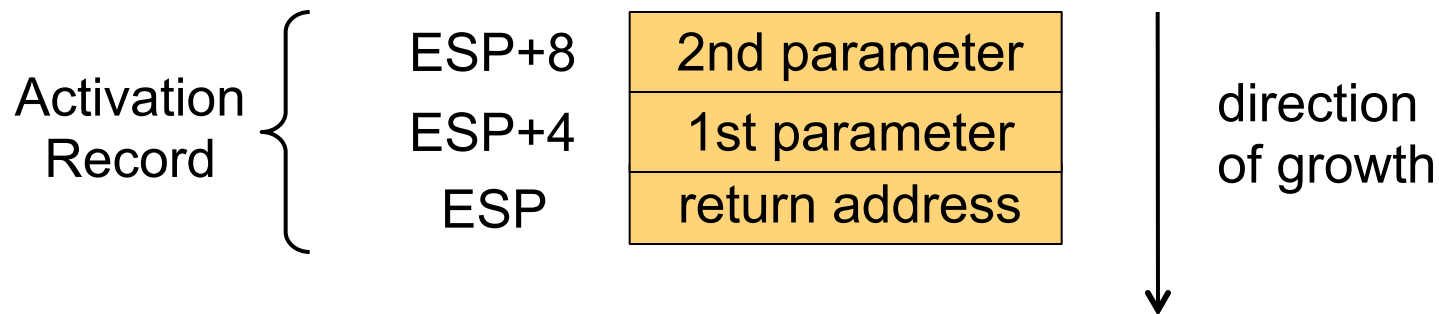 Activation
Record
ESP+8
2nd parameter
ESP+4
1st parameter
ESP
return address
direction
of growth